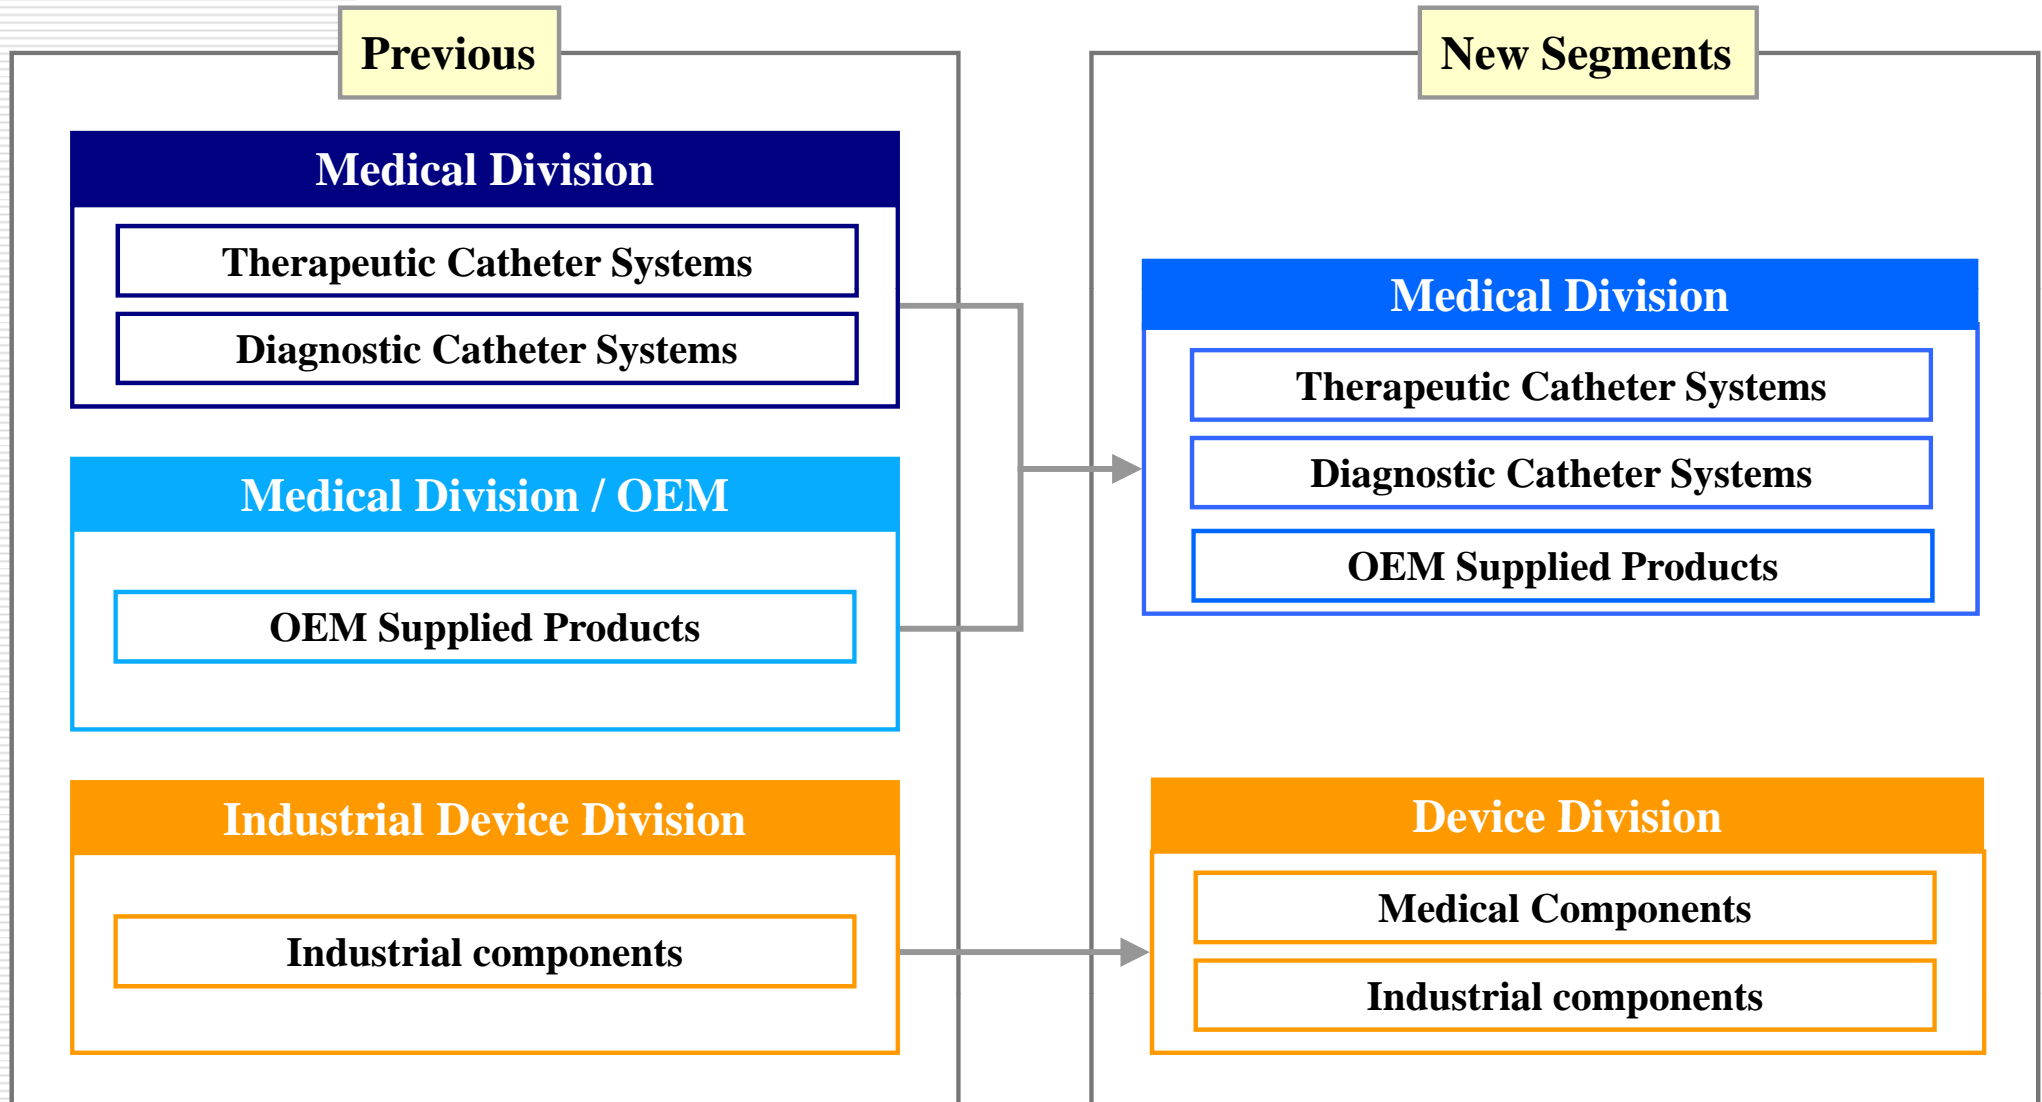 Previous
Medical Division
Therapeutic Catheter Systems
Diagnostic Catheter Systems
Medical Division / OEM
OEM Supplied Products
Industrial Device Division
Industrial components
New Segments
Medical Division
Therapeutic Catheter Systems
Diagnostic Catheter Systems
OEM Supplied Products
Device Division
Medical Components
Industrial components